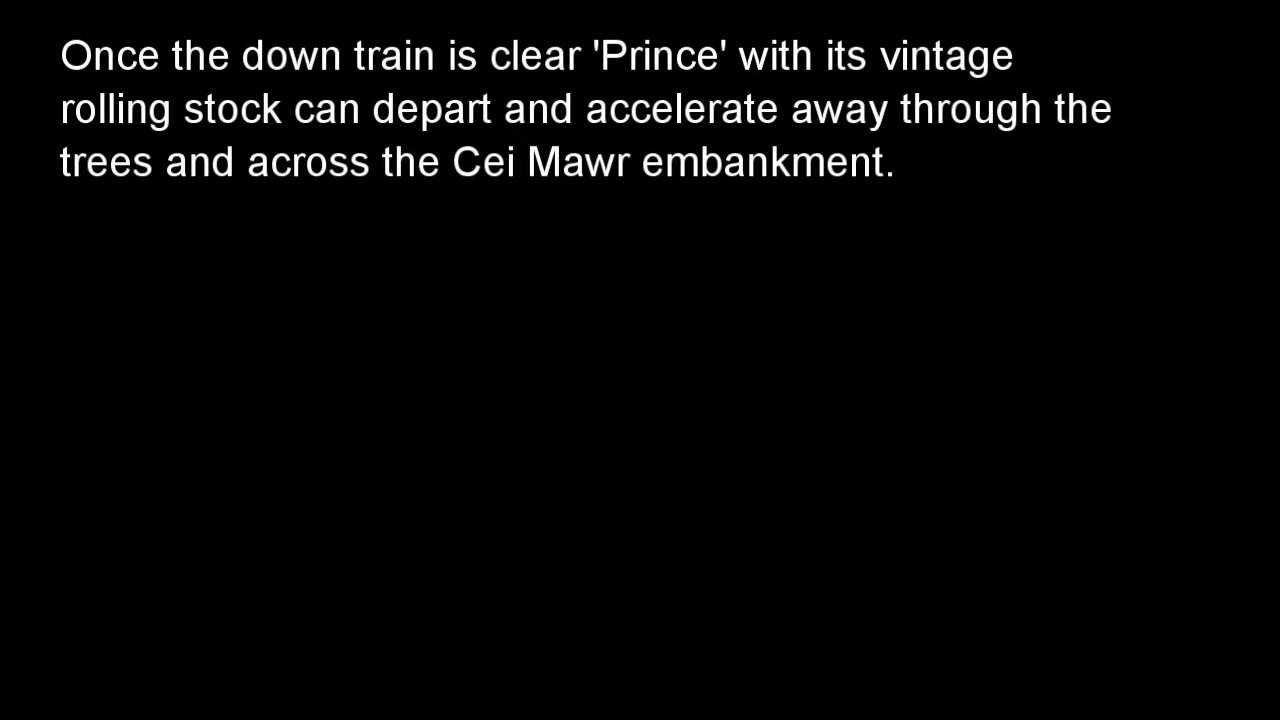 Once the down train is clear 'Prince' with its vintage
rolling stock can depart and accelerate away through the
trees and across the Cei Mawr embankment.